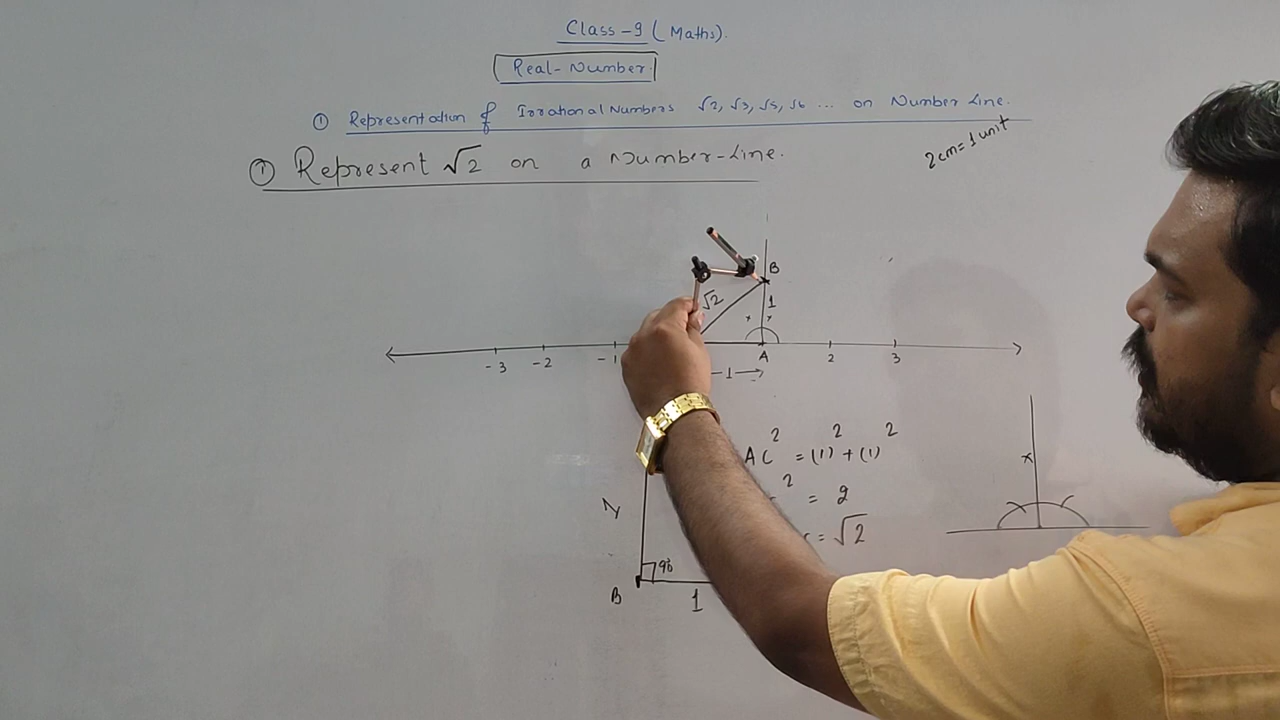 Class-9 (Maths).
Real-Number
① Representation of Irrational Numbers √2, √3, √5, √6 ... on Number Line.
2cm=1unit
① Represent √2 on a Number-Line.
B
√2
1
x x
-3 -2 -1 A 2 3
1
AC² = (1)² + (1)²
x
² = 2
= √2
90
B
1